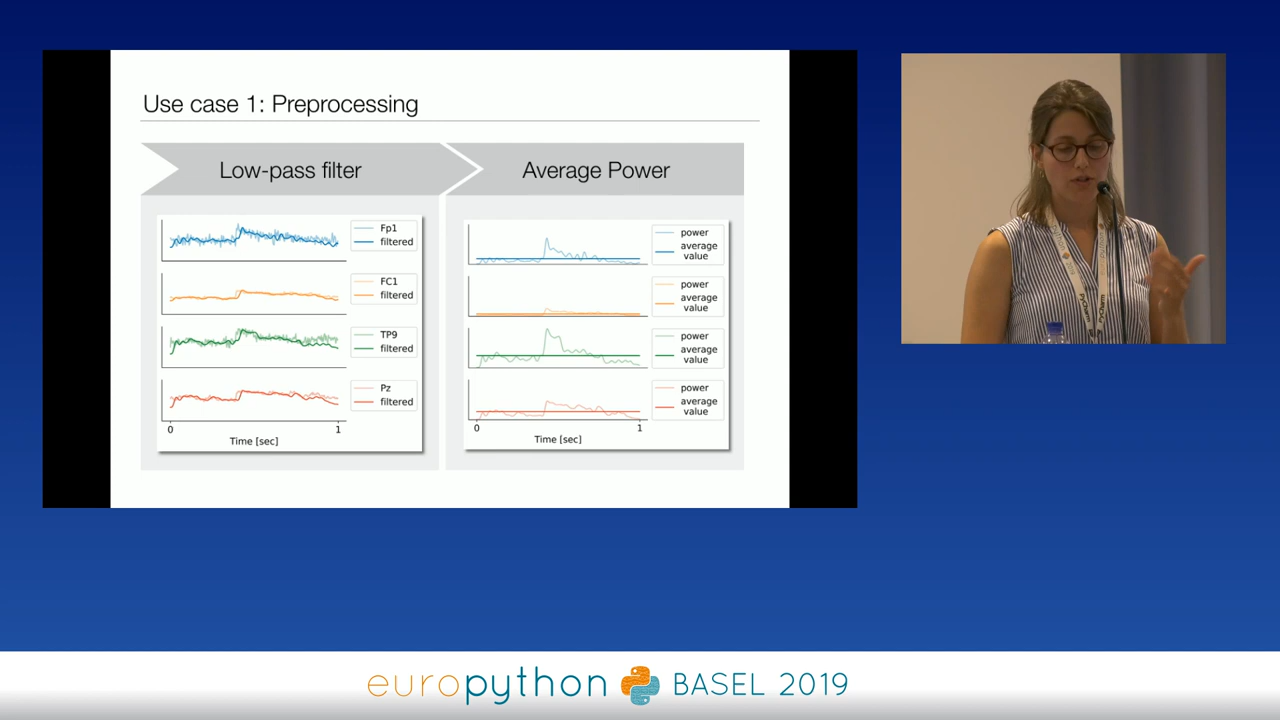 Use case 1: Preprocessing
Low-pass filter
Average Power
Fp1
filtered
FC1
filtered
TP9
filtered
Pz
filtered
0
1
Time [sec]
power
average
value
power
average
value
power
average
value
power
average
value
0
1
Time [sec]
europython BASEL 2019